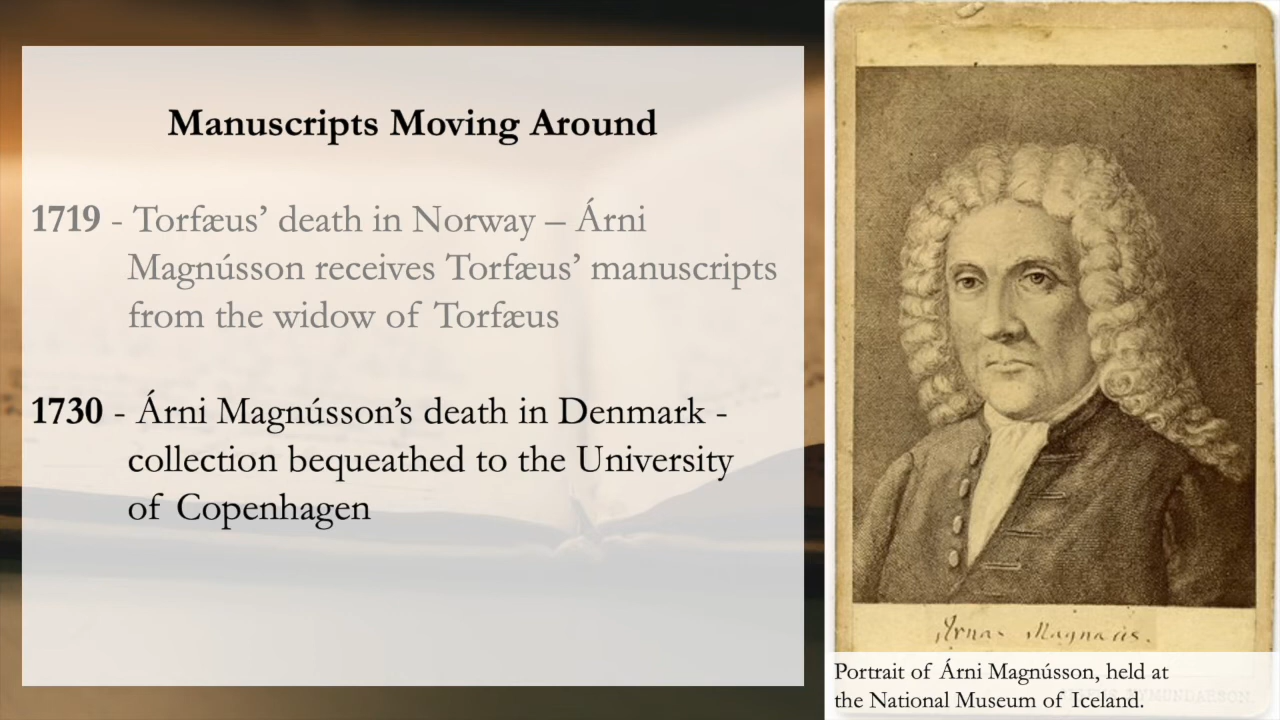 Manuscripts Moving Around
1719 - Torfæus’ death in Norway – Árni
Magnússon receives Torfæus’ manuscripts
from the widow of Torfæus
1730 - Árni Magnússon’s death in Denmark -
collection bequeathed to the University
of Copenhagen
Arnas Magnæus.
Portrait of Árni Magnússon, held at
the National Museum of Iceland.